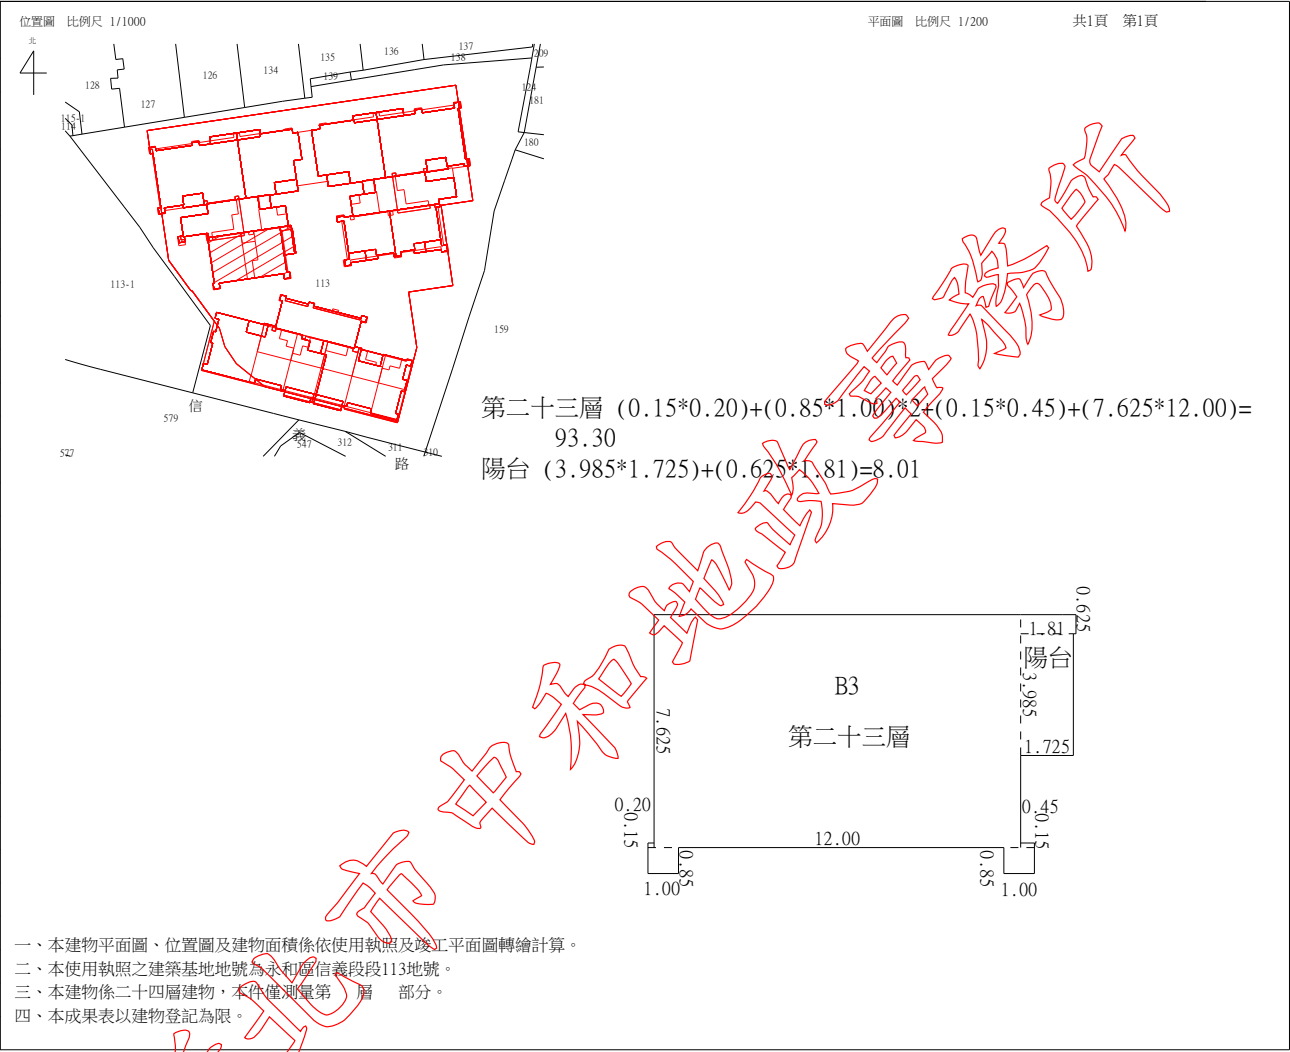 位置圖 比例尺 1/1000
平面圖 比例尺 1/200
共1頁 第1頁
北
128
127
126
134
135
136
137
138
139
209
124
181
180
115-1
114
113-1
113
159
信
義
路
579
527
547
312
311
310
第二十三層 (0.15*0.20)+(0.85*1.00)*2+(0.15*0.45)+(7.625*12.00)=
93.30
陽台 (3.985*1.725)+(0.625*1.81)=8.01
0.625
1.81
陽台
3.985
1.725
B3
第二十三層
7.625
0.20
0.15
0.45
0.15
12.00
0.85
0.85
1.00
1.00
一、本建物平面圖、位置圖及建物面積係依使用執照及竣工平面圖轉繪計算。
二、本使用執照之建築基地地號為永和區信義段段113地號。
三、本建物係二十四層建物，本件僅測量第 層 部分。
四、本成果表以建物登記為限。
北市中和地政事務所